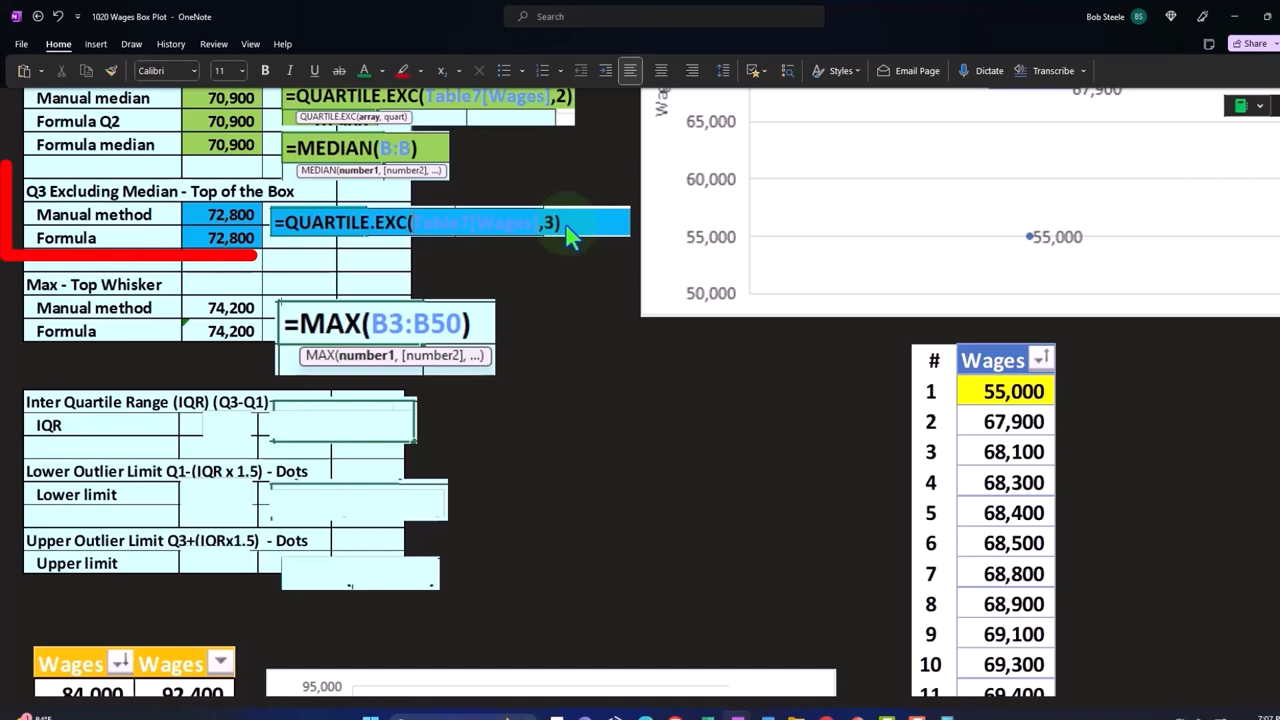 1020 Wages Box Plot - OneNote
Search
Bob Steele BS
File Home Insert Draw History Review View Help
Share
Calibri 11 B I U ab A Styles Email Page Dictate Transcribe
Manual median 70,900 =QUARTILE.EXC(Table7[Wages],2)
Formula Q2 70,900 QUARTILE.EXC(array, quart)
Formula median 70,900 =MEDIAN(B:B)
MEDIAN(number1, [number2], ...)
Q3 Excluding Median - Top of the Box
Manual method 72,800 =QUARTILE.EXC(Table7[Wages],3)
Formula 72,800
Max - Top Whisker
Manual method 74,200 =MAX(B3:B50)
Formula 74,200
MAX(number1, [number2], ...)
Inter Quartile Range (IQR) (Q3-Q1)
IQR
Lower Outlier Limit Q1-(IQR x 1.5) - Dots
Lower limit
Upper Outlier Limit Q3+(IQRx1.5) - Dots
Upper limit
Wages Wages
84,000 92,400
95,000
67,900
65,000
60,000
55,000 55,000
50,000
# Wages
1 55,000
2 67,900
3 68,100
4 68,300
5 68,400
6 68,500
7 68,800
8 68,900
9 69,100
10 69,300
11 69,400
84°F